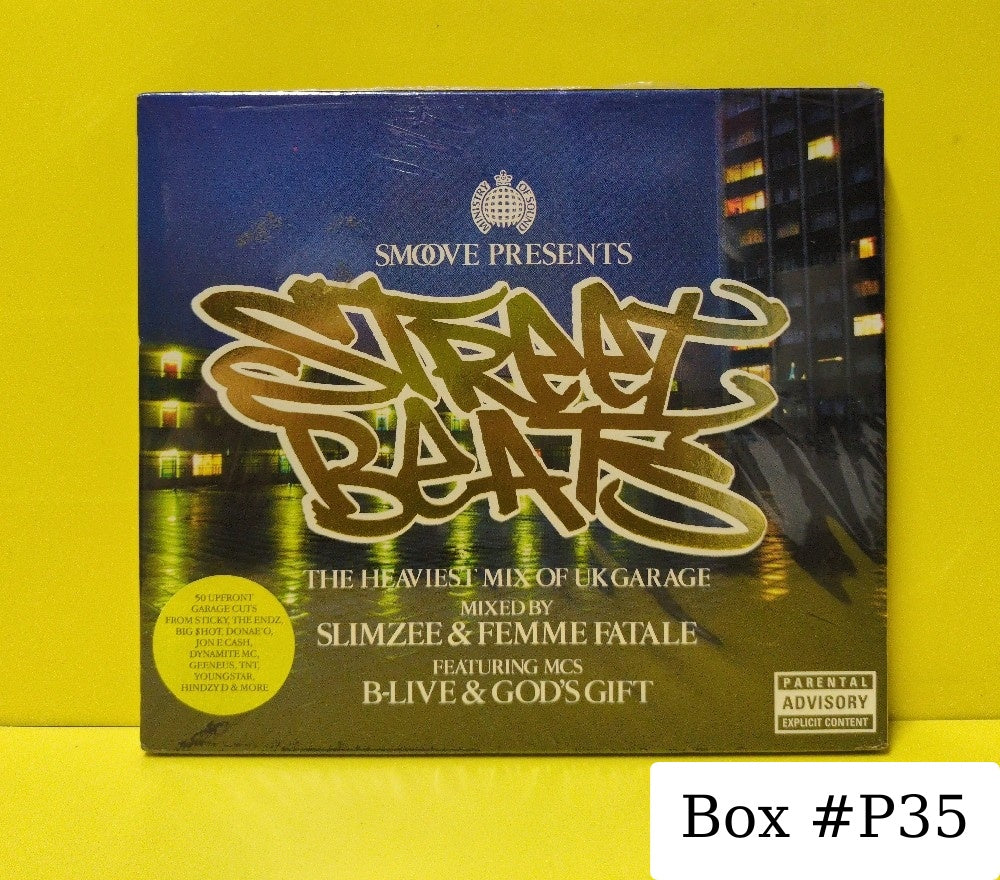 MINISTRY OF SOUND
SMOOVE PRESENTS
STREET
BEATS
THE HEAVIEST MIX OF UK GARAGE
MIXED BY
SLIMZEE & FEMME FATALE
FEATURING MCS
B-LIVE & GOD'S GIFT
50 UPFRONT
GARAGE CUTS
FROM STICKY, THE ENDZ,
BIG $HOT, DONAE'O,
JON E CASH,
DYNAMITE MC,
GEENEUS, TNT,
YOUNGSTAR,
HINDZY D & MORE
PARENTAL
ADVISORY
EXPLICIT CONTENT
Box #P35